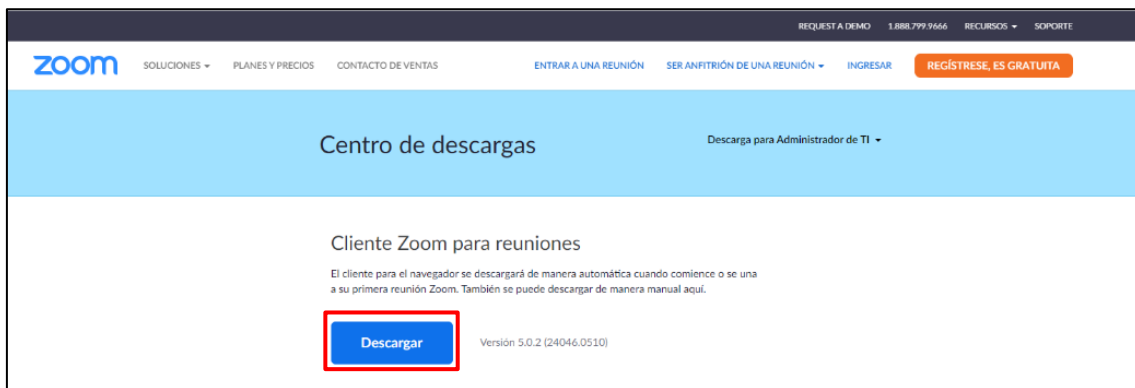 REQUEST A DEMO 1.888.799.9666 RECURSOS SOPORTE
zoom SOLUCIONES PLANES Y PRECIOS CONTACTO DE VENTAS ENTRAR A UNA REUNIÓN SER ANFITRIÓN DE UNA REUNIÓN INGRESAR REGÍSTRESE, ES GRATUITA
Centro de descargas Descarga para Administrador de TI
Cliente Zoom para reuniones
El cliente para el navegador se descargará de manera automática cuando comience o se una
a su primera reunión Zoom. También se puede descargar de manera manual aquí.
Descargar Versión 5.0.2 (24046.0510)